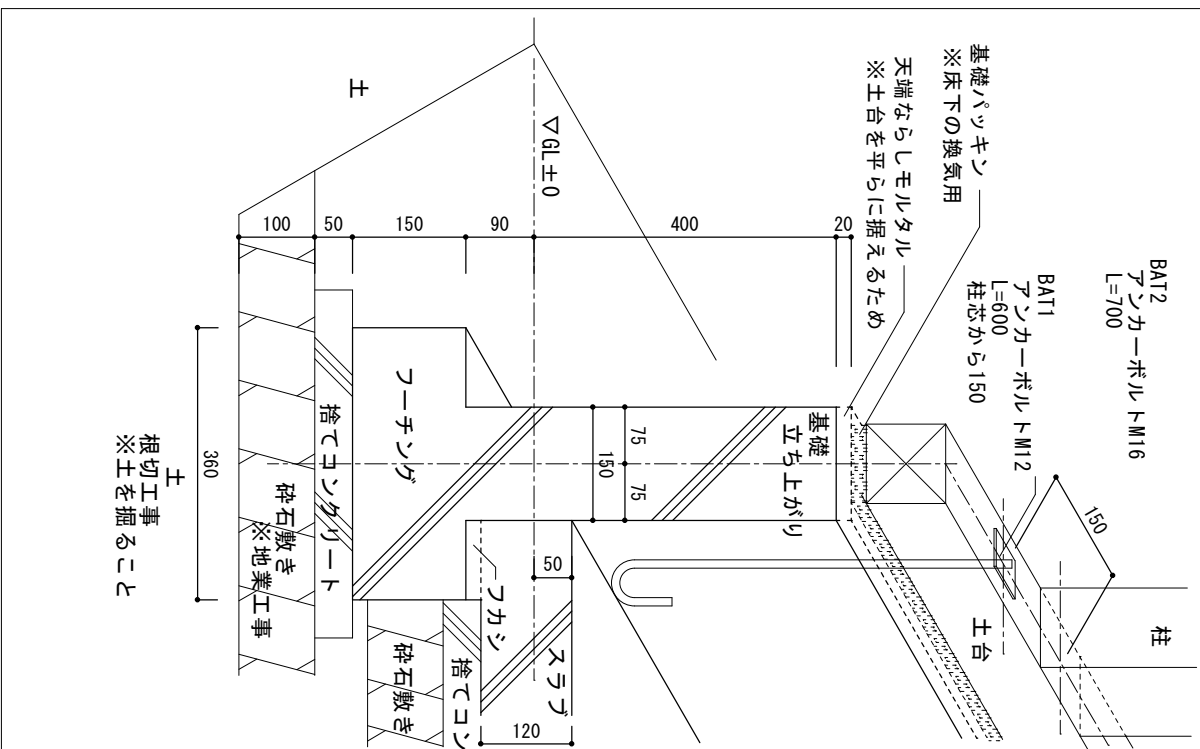 基礎パッキン
※床下の換気用
天端ならしモルタル
※土台を平らに据えるため
BAT2
アンカーボルトM16
L=700
BAT1
アンカーボルトM12
L=600
柱芯から150
150
柱
土台
土
▽GL±0
100
50
150
90
400
20
基礎
立ち上がり
75
75
150
フーチング
50
フカシ
スラブ
120
捨てコンクリート
捨てコン
砕石敷き
砕石敷き
※地業工事
360
土
根切工事
※土を掘ること